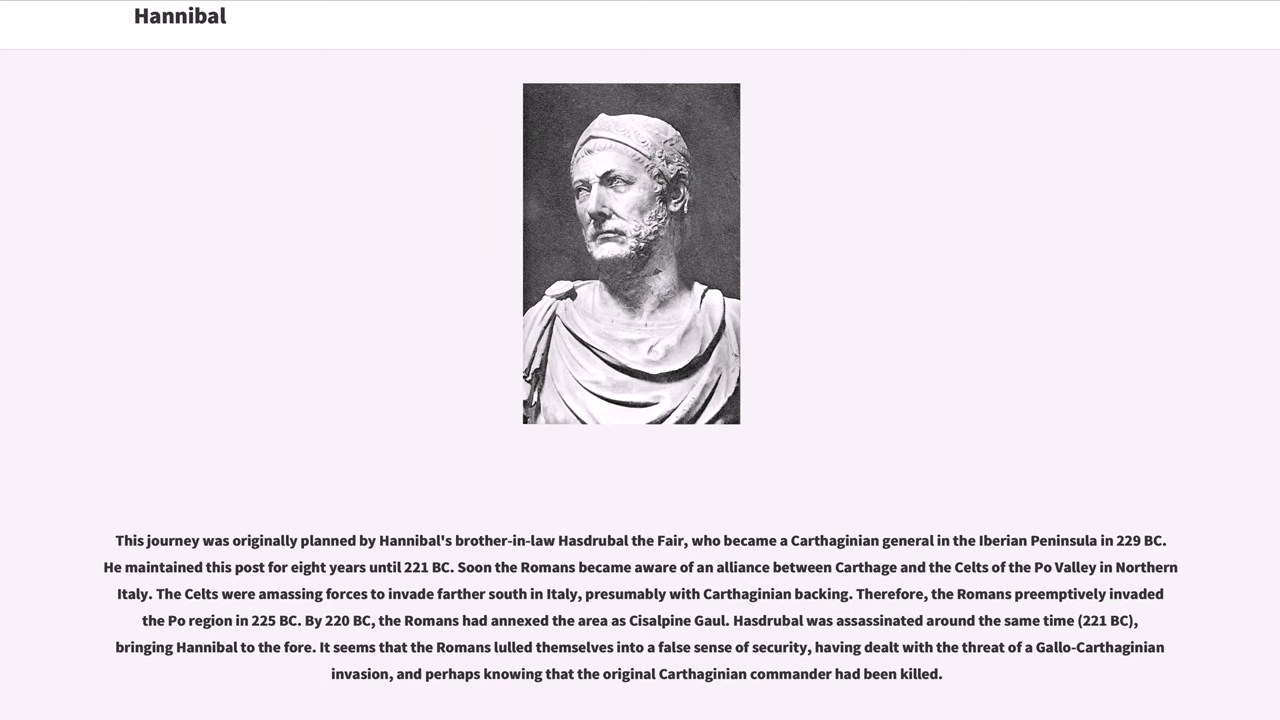 Hannibal
This journey was originally planned by Hannibal's brother-in-law Hasdrubal the Fair, who became a Carthaginian general in the Iberian Peninsula in 229 BC.
He maintained this post for eight years until 221 BC. Soon the Romans became aware of an alliance between Carthage and the Celts of the Po Valley in Northern
Italy. The Celts were amassing forces to invade farther south in Italy, presumably with Carthaginian backing. Therefore, the Romans preemptively invaded
the Po region in 225 BC. By 220 BC, the Romans had annexed the area as Cisalpine Gaul. Hasdrubal was assassinated around the same time (221 BC),
bringing Hannibal to the fore. It seems that the Romans lulled themselves into a false sense of security, having dealt with the threat of a Gallo-Carthaginian
invasion, and perhaps knowing that the original Carthaginian commander had been killed.